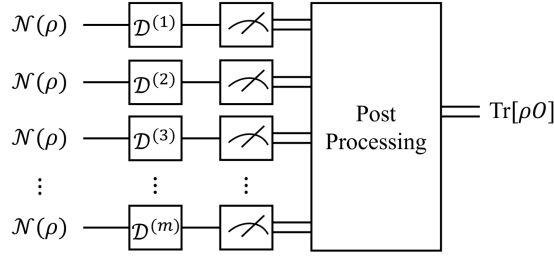 𝒩(ρ) 𝒟⁽¹⁾
𝒩(ρ) 𝒟⁽²⁾
𝒩(ρ) 𝒟⁽³⁾
⋮ ⋮ ⋮
𝒩(ρ) 𝒟⁽ᵐ⁾
Post
Processing
Tr[ρO]